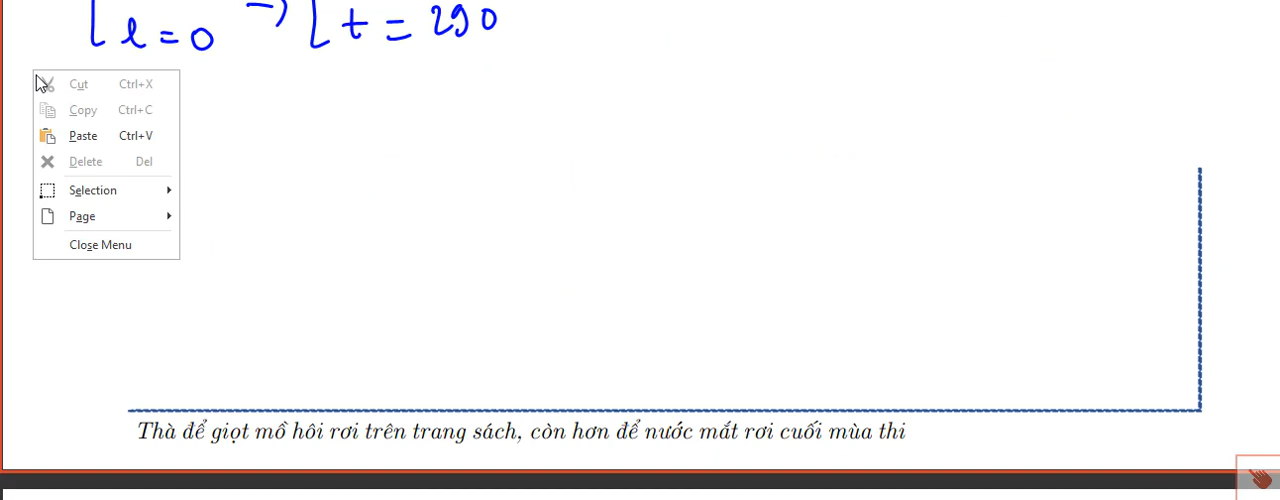 [ l = 0 → [ t = 290
Cut Ctrl+X
Copy Ctrl+C
Paste Ctrl+V
Delete Del
Selection
Page
Close Menu
Thà để giọt mồ hôi rơi trên trang sách, còn hơn để nước mắt rơi cuối mùa thi